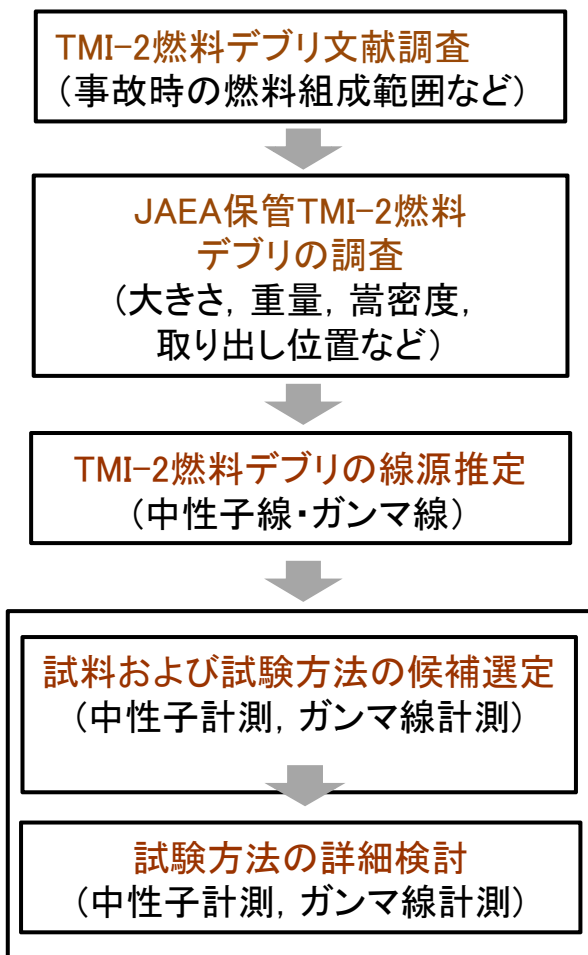 TMI-2燃料デブリ文献調査
(事故時の燃料組成範囲など)
JAEA保管TMI-2燃料
デブリの調査
(大きさ, 重量, 嵩密度,
取り出し位置など)
TMI-2燃料デブリの線源推定
(中性子線・ガンマ線)
試料および試験方法の候補選定
(中性子計測, ガンマ線計測)
試験方法の詳細検討
(中性子計測, ガンマ線計測)